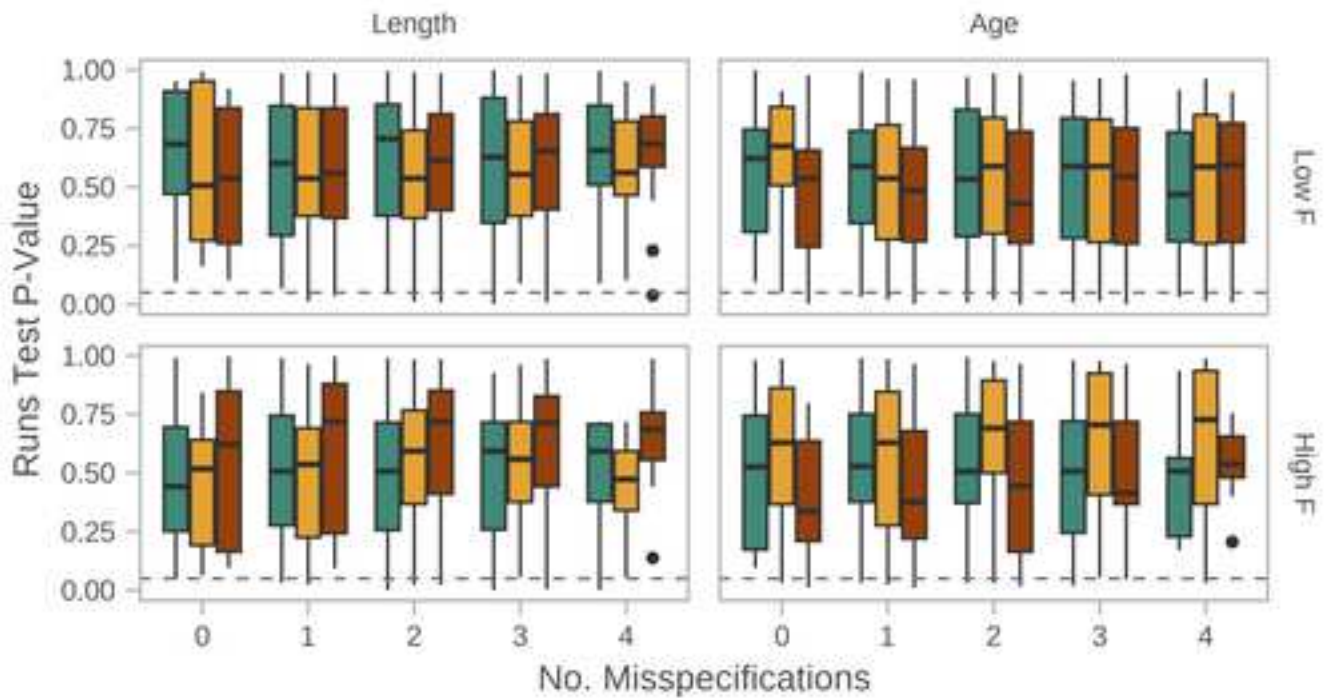 Length Age
1.00
0.75
0.50
0.25
0.00
Low F
1.00
0.75
0.50
0.25
0.00
High F
Runs Test P-Value
0 1 2 3 4 0 1 2 3 4
No. Misspecifications